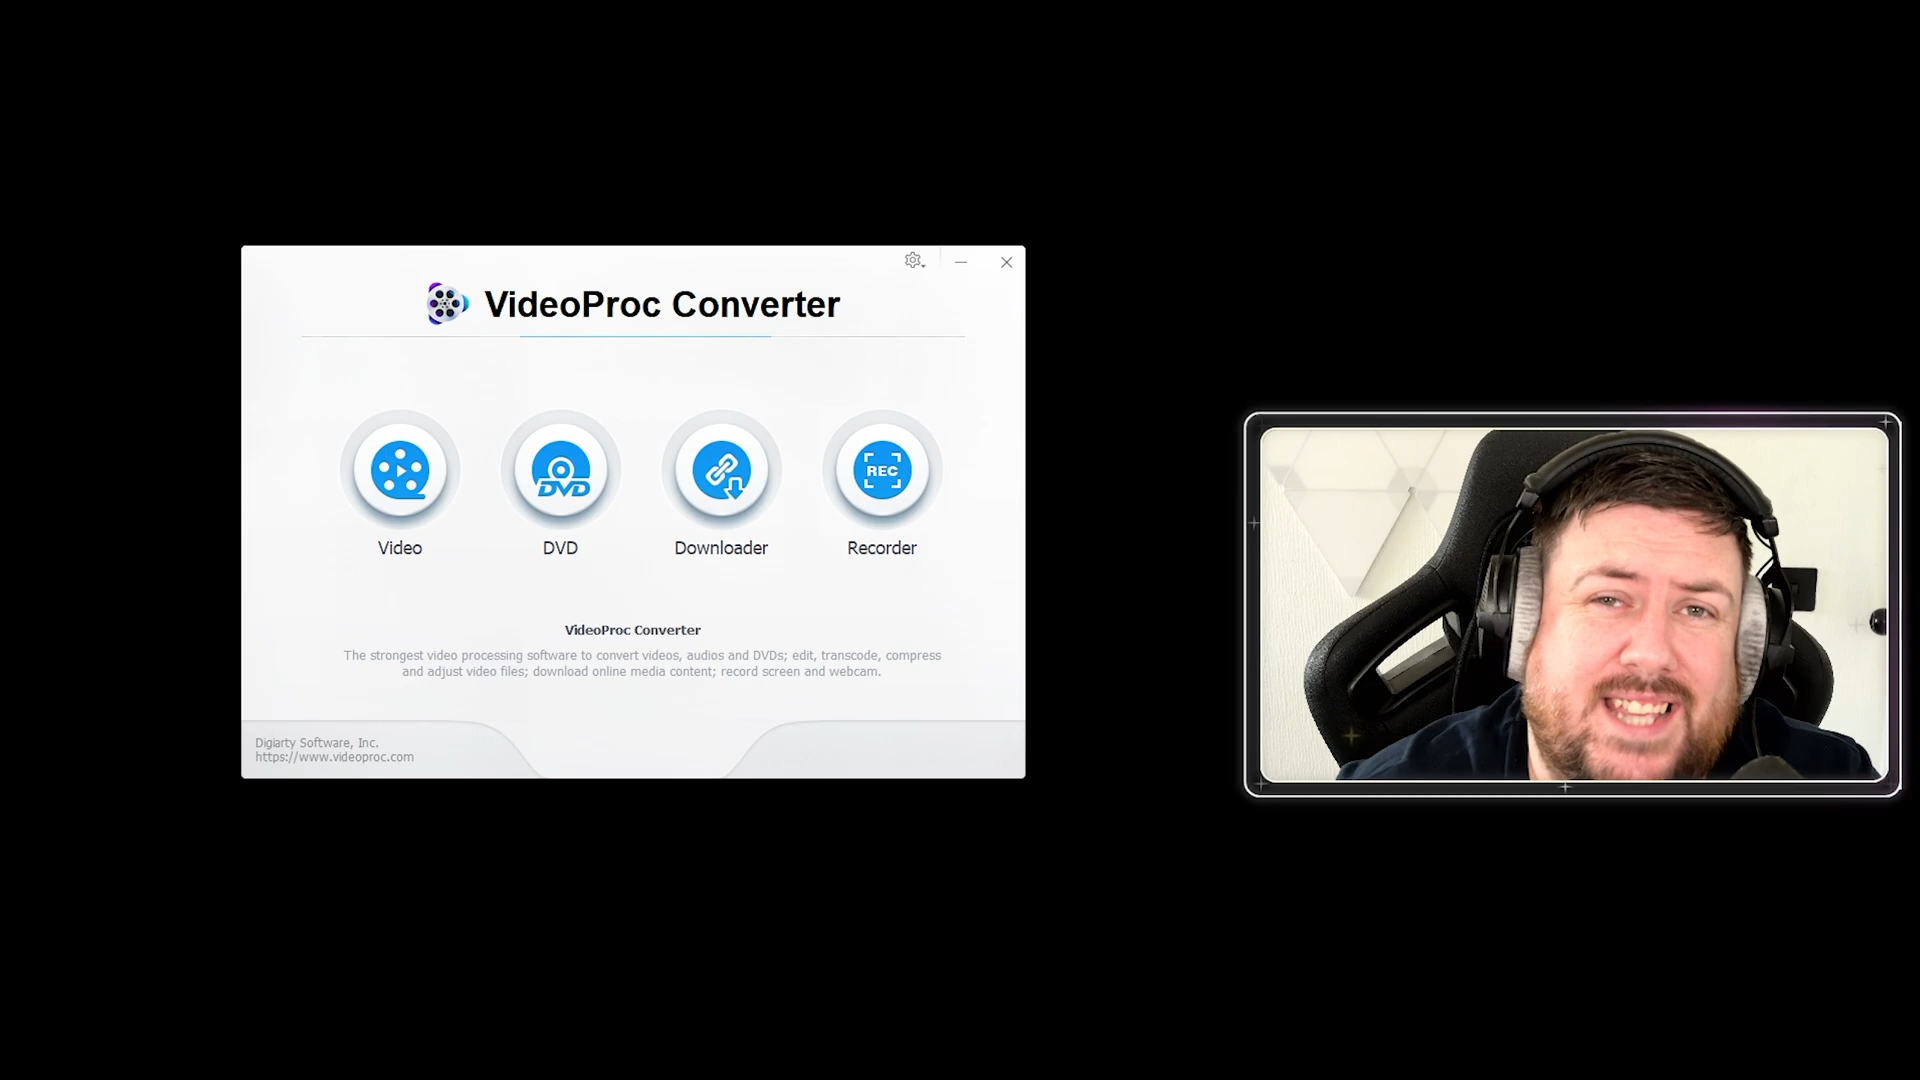 VideoProc Converter
DVD
REC
Video
DVD
Downloader
Recorder
VideoProc Converter
The strongest video processing software to convert videos, audios and DVDs; edit, transcode, compress
and adjust video files; download online media content; record screen and webcam.
Digiarty Software, Inc.
https://www.videoproc.com